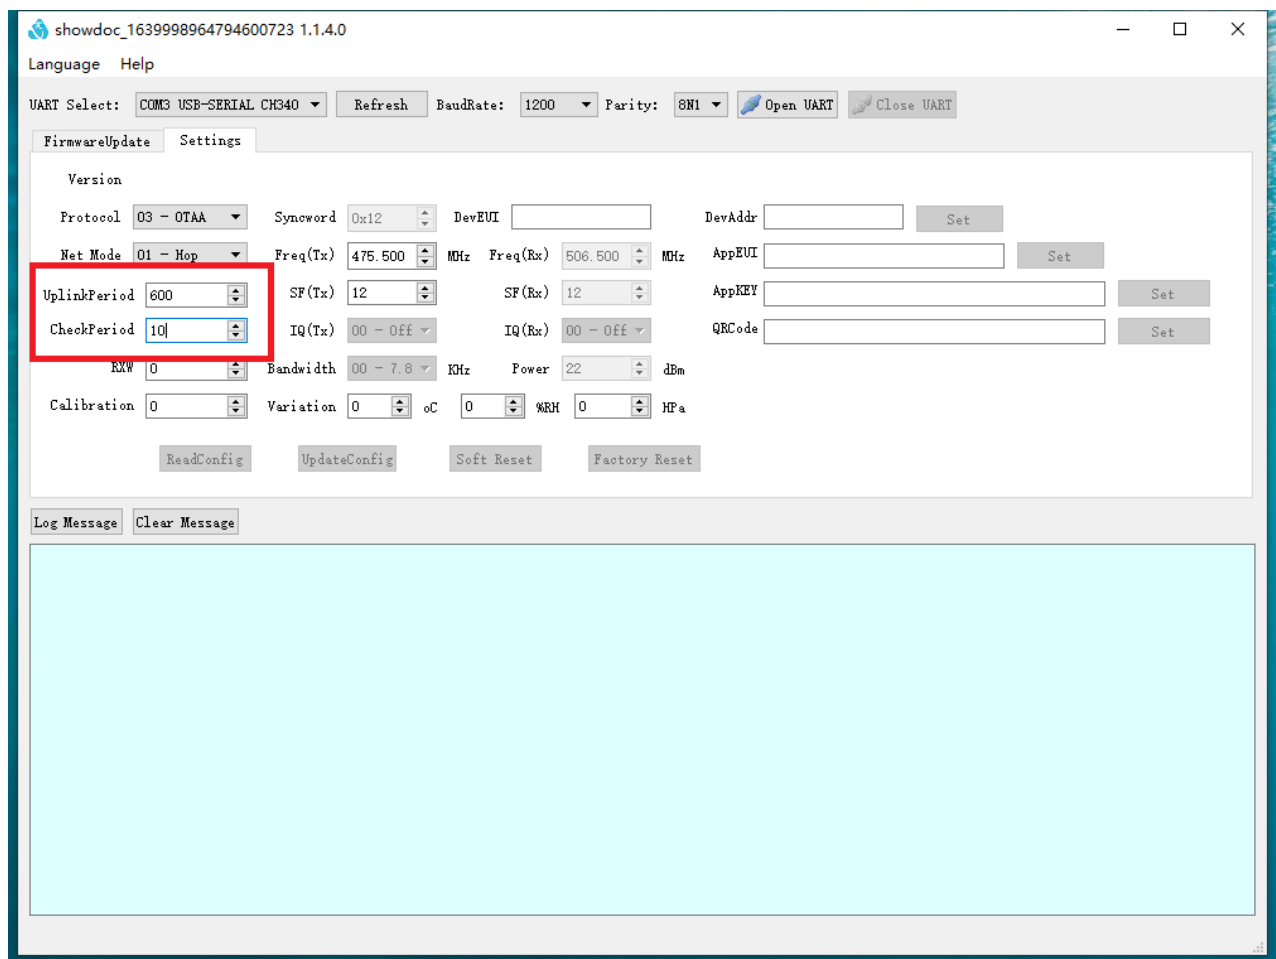 showdoc_1639998964794600723 1.1.4.0
Language Help
UART Select: COM3 USB-SERIAL CH340 Refresh BaudRate: 1200 Parity: 8N1 Open UART Close UART
FirmwareUpdate Settings
Version
Protocol 03 - OTAA Syncword 0x12 DevEUI DevAddr Set
Net Mode 01 - Hop Freq(Tx) 475.500 MHz Freq(Rx) 506.500 MHz AppEUI Set
UplinkPeriod 600 SF(Tx) 12 SF(Rx) 12 AppKEY Set
CheckPeriod 10 IQ(Tx) 00 - Off IQ(Rx) 00 - Off QRCode Set
RXW 0 Bandwidth 00 - 7.8 KHz Power 22 dBm
Calibration 0 Variation 0 oC 0 %RH 0 HPa
ReadConfig UpdateConfig Soft Reset Factory Reset
Log Message Clear Message